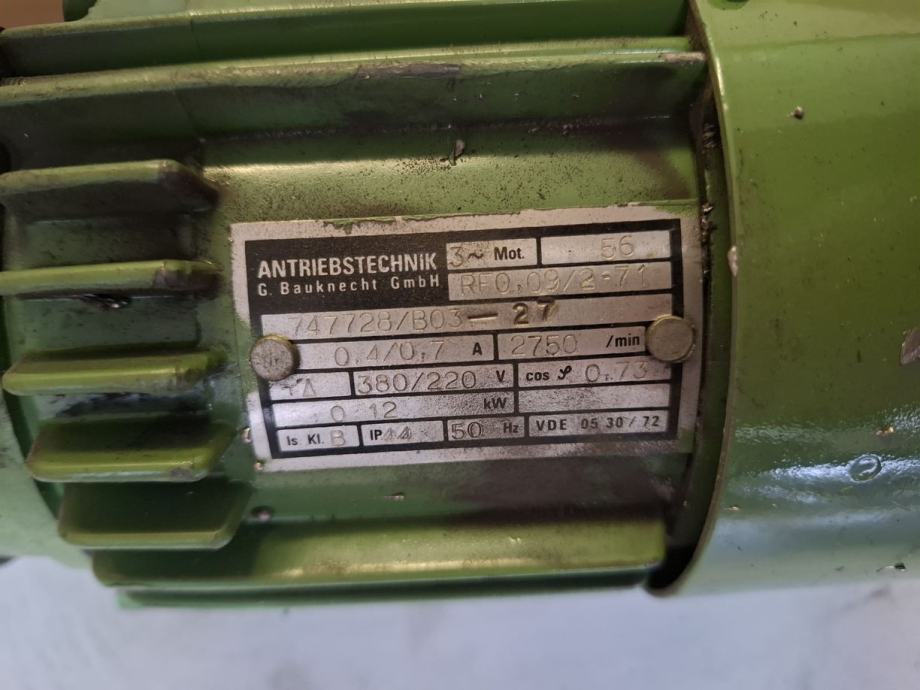 3~ Mot. 56
ANTRIEBSTECHNIK
G. Bauknecht GmbH
RF0,09/2-71
747728/B03-27
0,4/0,7 A 2750 /min
YΔ 380/220 V cos φ 0,73
0,12 kW
Is Kl. B IP44 50 Hz VDE 0530/72